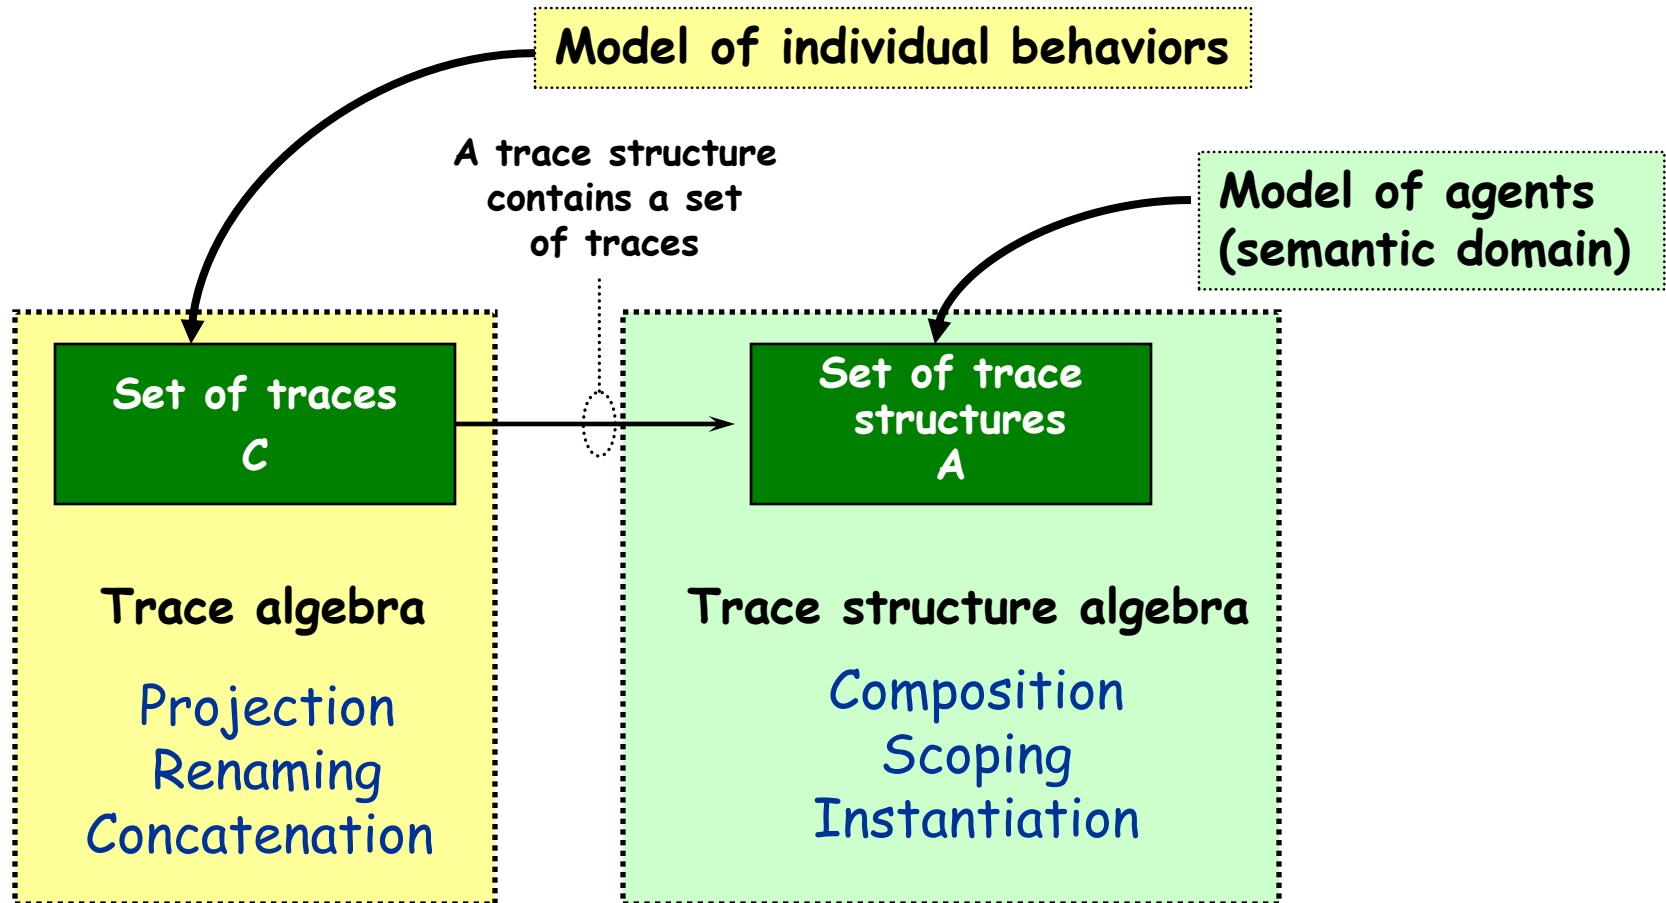 Model of individual behaviors
A trace structure
contains a set
of traces
Model of agents
(semantic domain)
Set of traces
C
Set of trace
structures
A
Trace algebra
Projection
Renaming
Concatenation
Trace structure algebra
Composition
Scoping
Instantiation